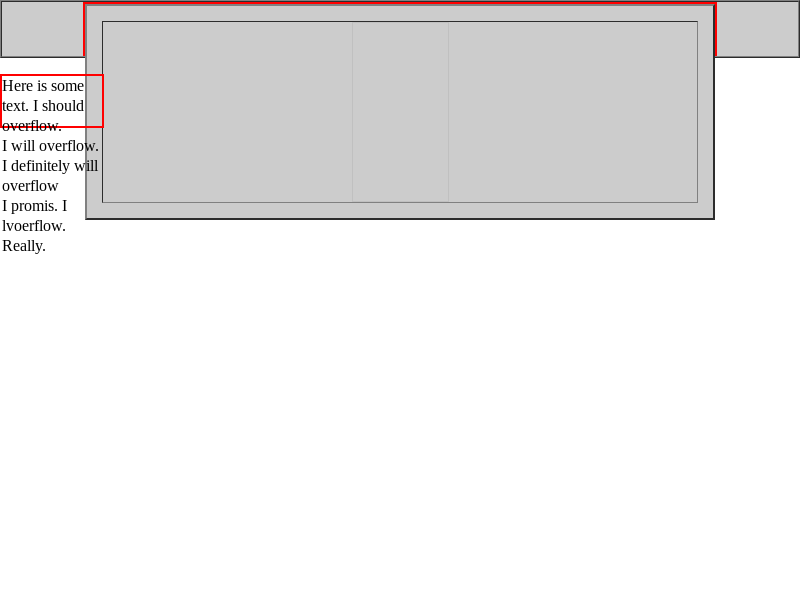 Here is some
text. I should
overflow.
I will overflow.
I definitely will
overflow
I promis. I
lvoerflow.
Really.